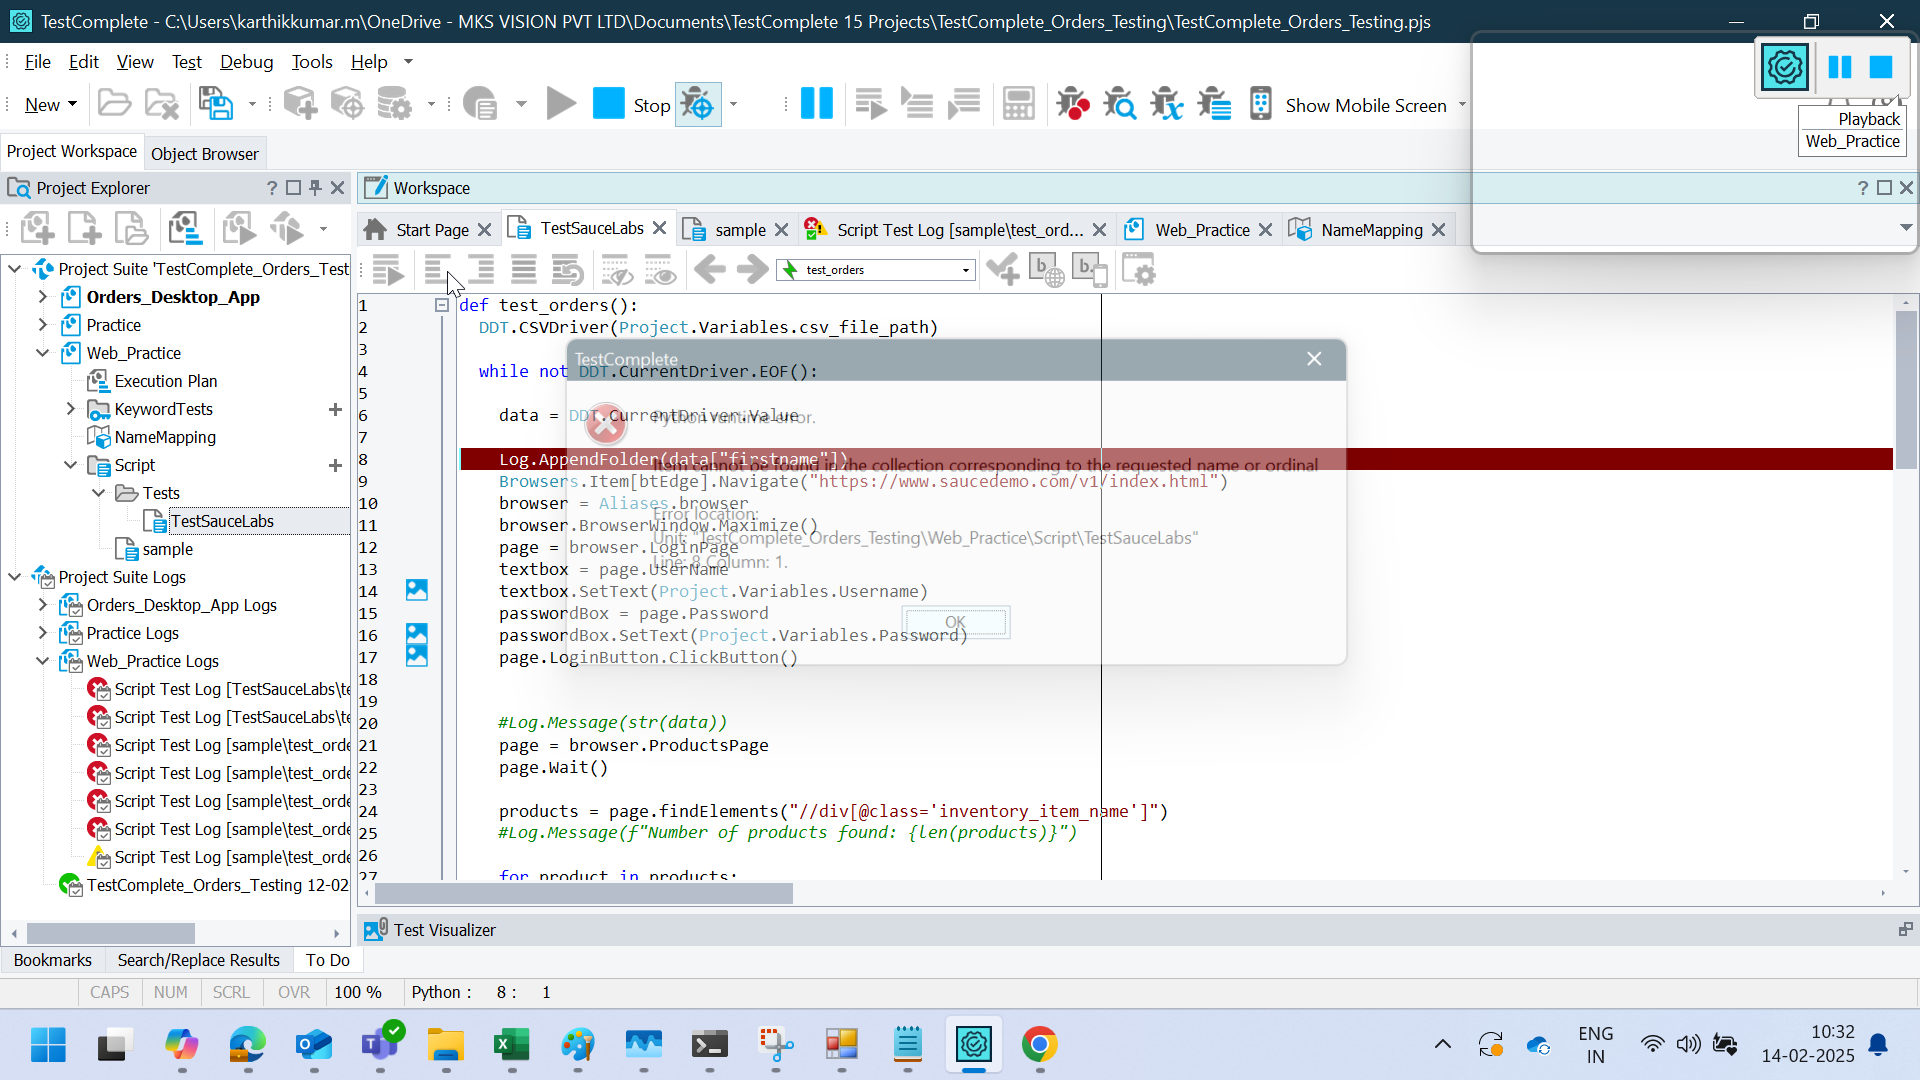 TestComplete - C:\Users\karthikkumar.m\OneDrive - MKS VISION PVT LTD\Documents\TestComplete 15 Projects\TestComplete_Orders_Testing\TestComplete_Orders_Testing.pjs
File Edit View Test Debug Tools Help
New Stop Show Mobile Screen
Playback
Web_Practice
Project Workspace Object Browser
Project Explorer
Workspace
Start Page TestSauceLabs sample Script Test Log [sample\test_ord... Web_Practice NameMapping
test_orders
Project Suite 'TestComplete_Orders_Test
Orders_Desktop_App
Practice
Web_Practice
Execution Plan
KeywordTests
NameMapping
Script
Tests
TestSauceLabs
sample
Project Suite Logs
Orders_Desktop_App Logs
Practice Logs
Web_Practice Logs
Script Test Log [TestSauceLabs\te
Script Test Log [TestSauceLabs\te
Script Test Log [sample\test_orde
Script Test Log [sample\test_orde
Script Test Log [sample\test_orde
Script Test Log [sample\test_orde
Script Test Log [sample\test_orde
TestComplete_Orders_Testing 12-02
1 def test_orders():
2 DDT.CSVDriver(Project.Variables.csv_file_path)
3
4 while not DDT.CurrentDriver.EOF():
5
6 data = DDT.CurrentDriver.Value
7
8 Log.AppendFolder(data["firstname"])
9 Browsers.Item[btEdge].Navigate("https://www.saucedemo.com/v1/index.html")
10 browser = Aliases.browser
11 browser.BrowserWindow.Maximize()
12 page = browser.LoginPage
13 textbox = page.UserName
14 textbox.SetText(Project.Variables.Username)
15 passwordBox = page.Password
16 passwordBox.SetText(Project.Variables.Password)
17 page.LoginButton.ClickButton()
18
19
20 #Log.Message(str(data))
21 page = browser.ProductsPage
22 page.Wait()
23
24 products = page.findElements("//div[@class='inventory_item_name']")
25 #Log.Message(f"Number of products found: {len(products)}")
26
27 for product in products:
TestComplete
Python runtime error.
Item cannot be found in the collection corresponding to the requested name or ordinal
Error location:
Unit: "TestComplete_Orders_Testing\Web_Practice\Script\TestSauceLabs"
Line: 8 Column: 1.
OK
Test Visualizer
Bookmarks Search/Replace Results To Do
CAPS NUM SCRL OVR 100 % Python : 8 : 1
ENG
IN
10:32
14-02-2025